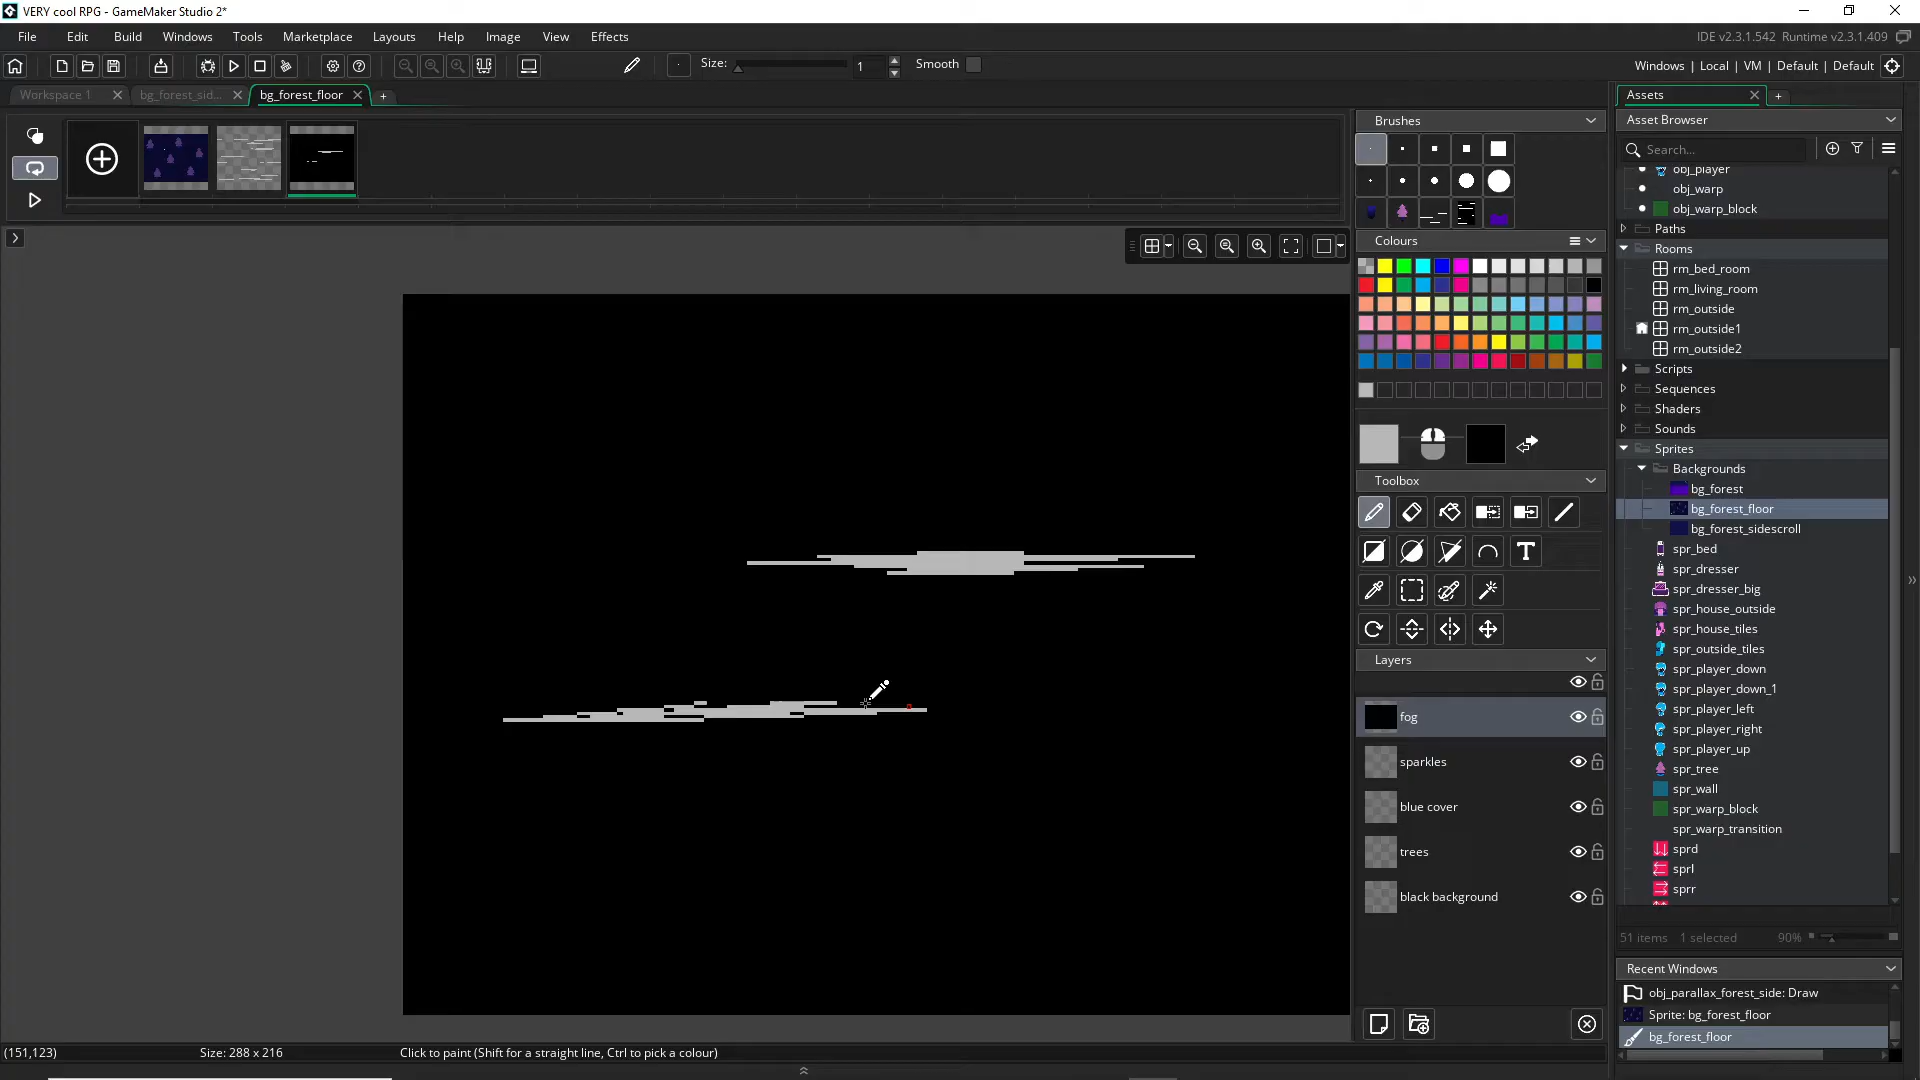 VERY cool RPG - GameMaker Studio 2*
File Edit Build Windows Tools Marketplace Layouts Help Image View Effects
IDE v2.3.1.542 Runtime v2.3.1.409
Size: 1 Smooth
Windows | Local | VM | Default | Default
Workspace 1
bg_forest_sid...
bg_forest_floor
Brushes
Colours
Toolbox
T
Layers
fog
sparkles
blue cover
trees
black background
Assets
Asset Browser
Search...
obj_player
obj_warp
obj_warp_block
Paths
Rooms
rm_bed_room
rm_living_room
rm_outside
rm_outside1
rm_outside2
Scripts
Sequences
Shaders
Sounds
Sprites
Backgrounds
bg_forest
bg_forest_floor
bg_forest_sidescroll
spr_bed
spr_dresser
spr_dresser_big
spr_house_outside
spr_house_tiles
spr_outside_tiles
spr_player_down
spr_player_down_1
spr_player_left
spr_player_right
spr_player_up
spr_tree
spr_wall
spr_warp_block
spr_warp_transition
sprd
sprl
sprr
51 items 1 selected 90%
Recent Windows
obj_parallax_forest_side: Draw
Sprite: bg_forest_floor
bg_forest_floor
(151,123) Size: 288 x 216 Click to paint (Shift for a straight line, Ctrl to pick a colour)